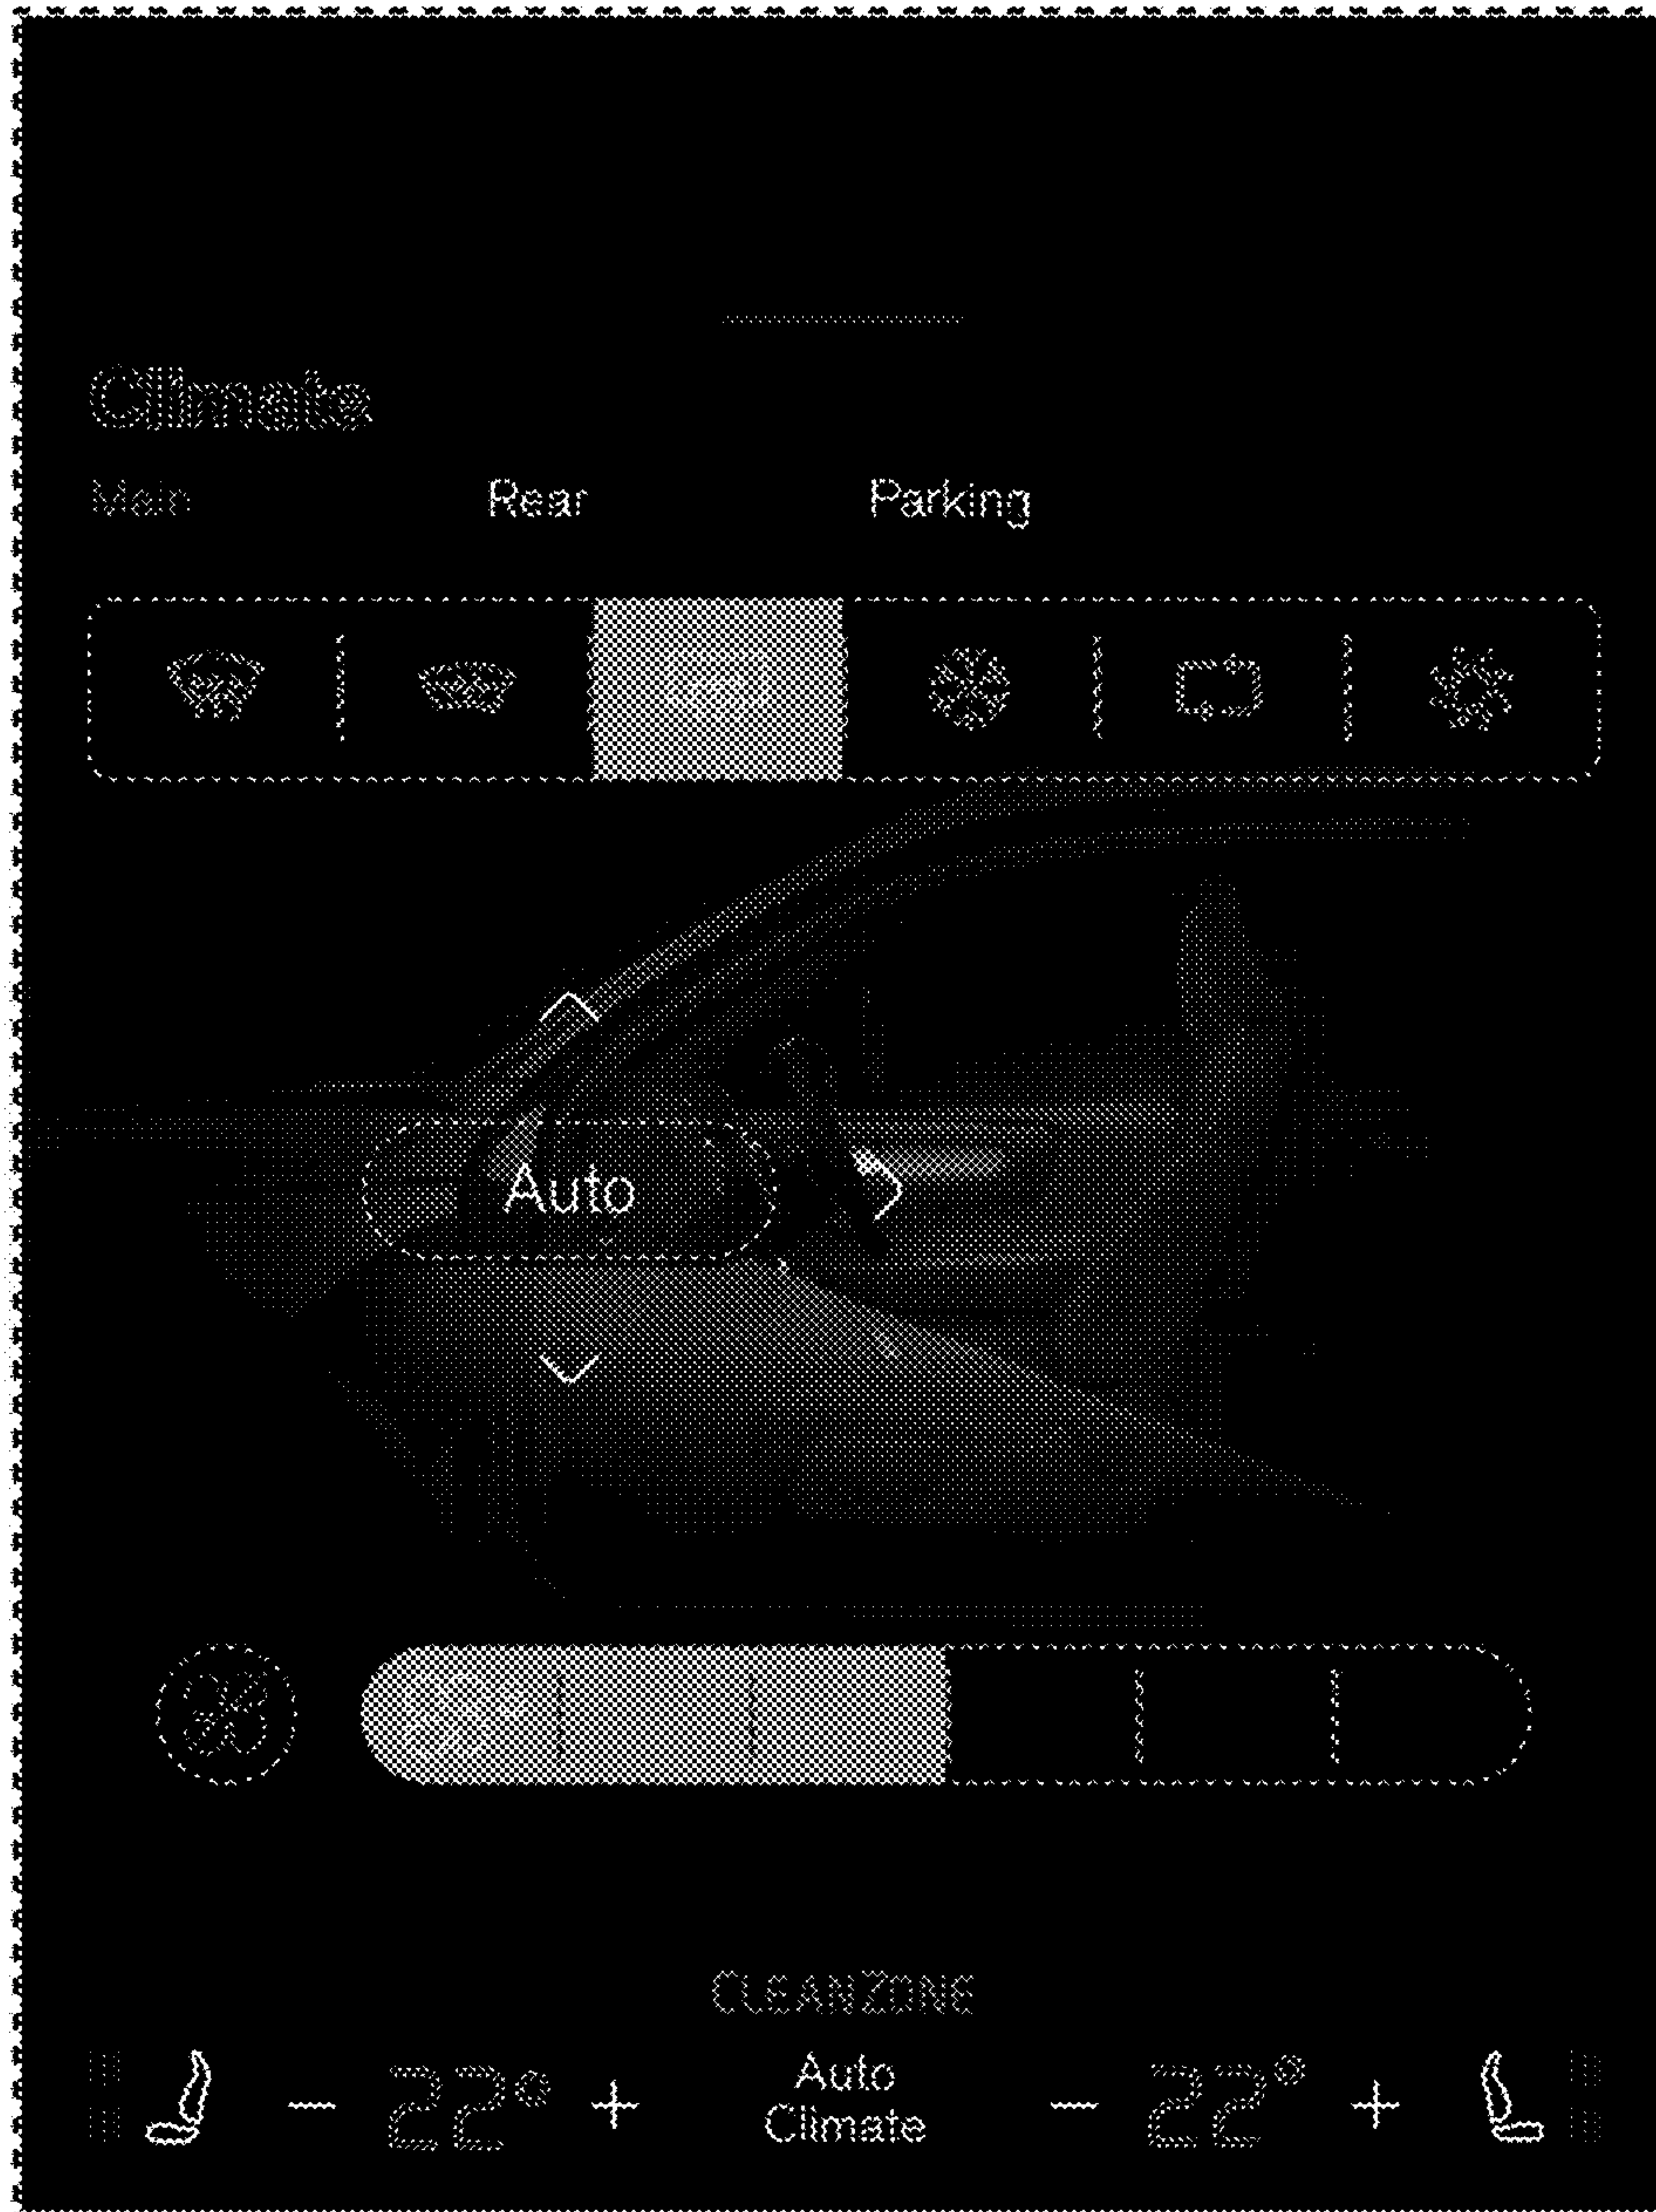 Climate
Main Rear Parking
Auto
CLEANZONE
22° + Auto Climate - 22° +